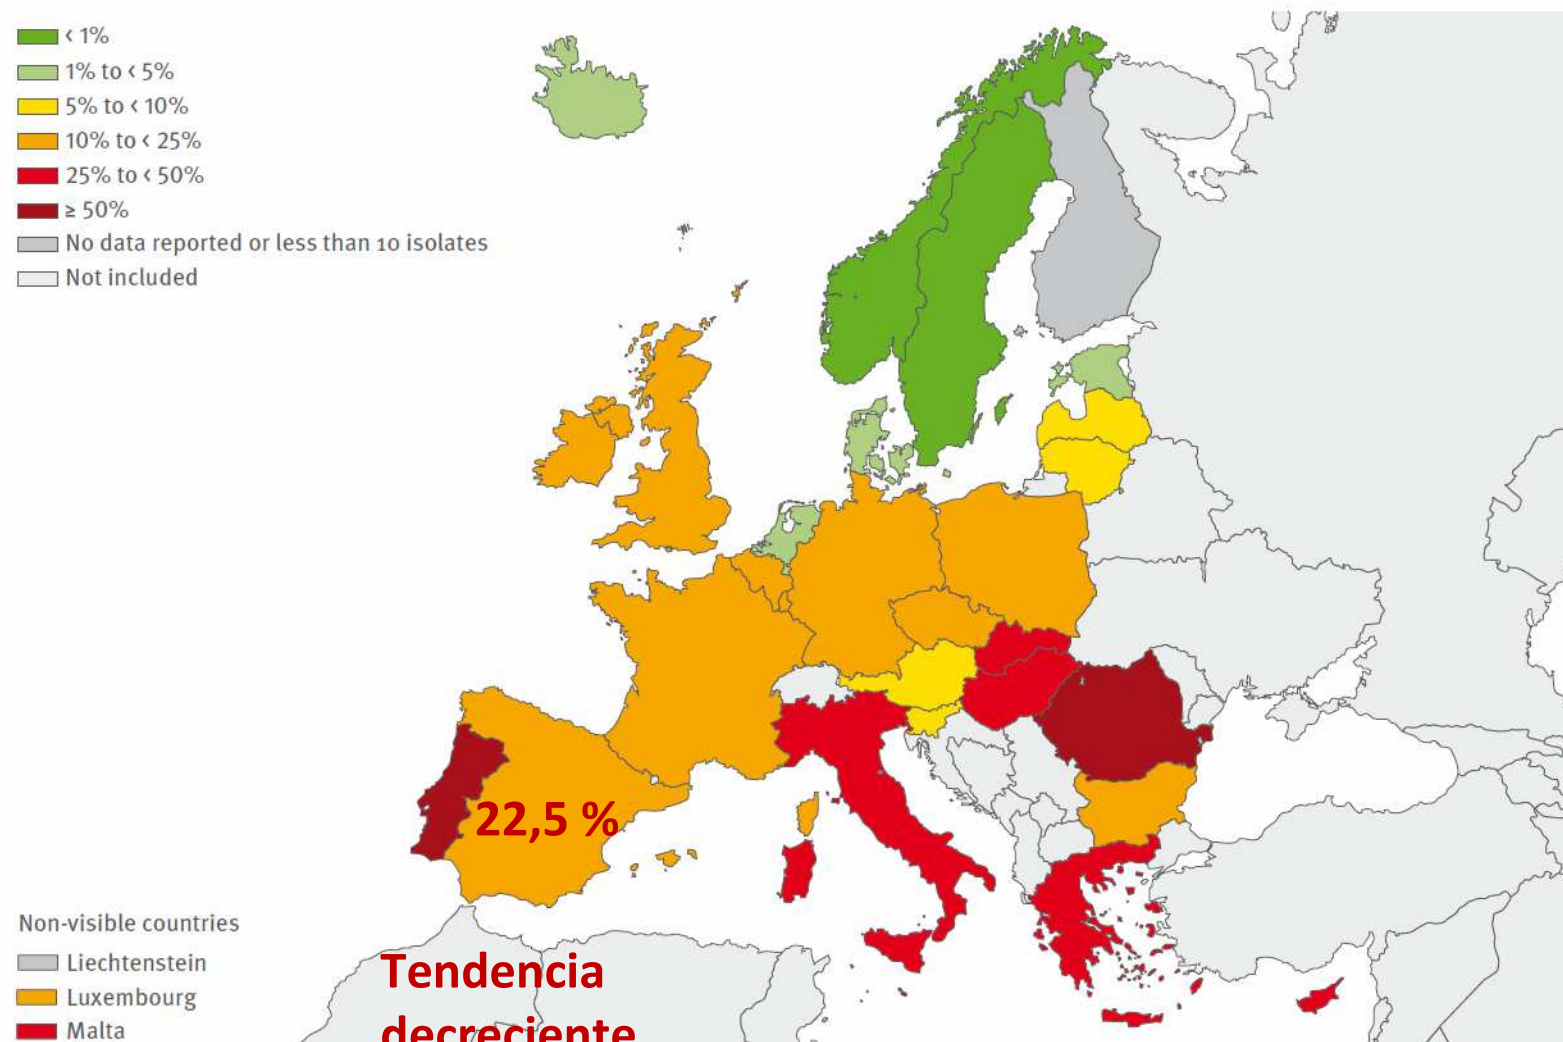 < 1%
1% to < 5%
5% to < 10%
10% to < 25%
25% to < 50%
≥ 50%
No data reported or less than 10 isolates
Not included
22,5 %
Non-visible countries
Liechtenstein
Luxembourg
Malta
Tendencia
decreciente